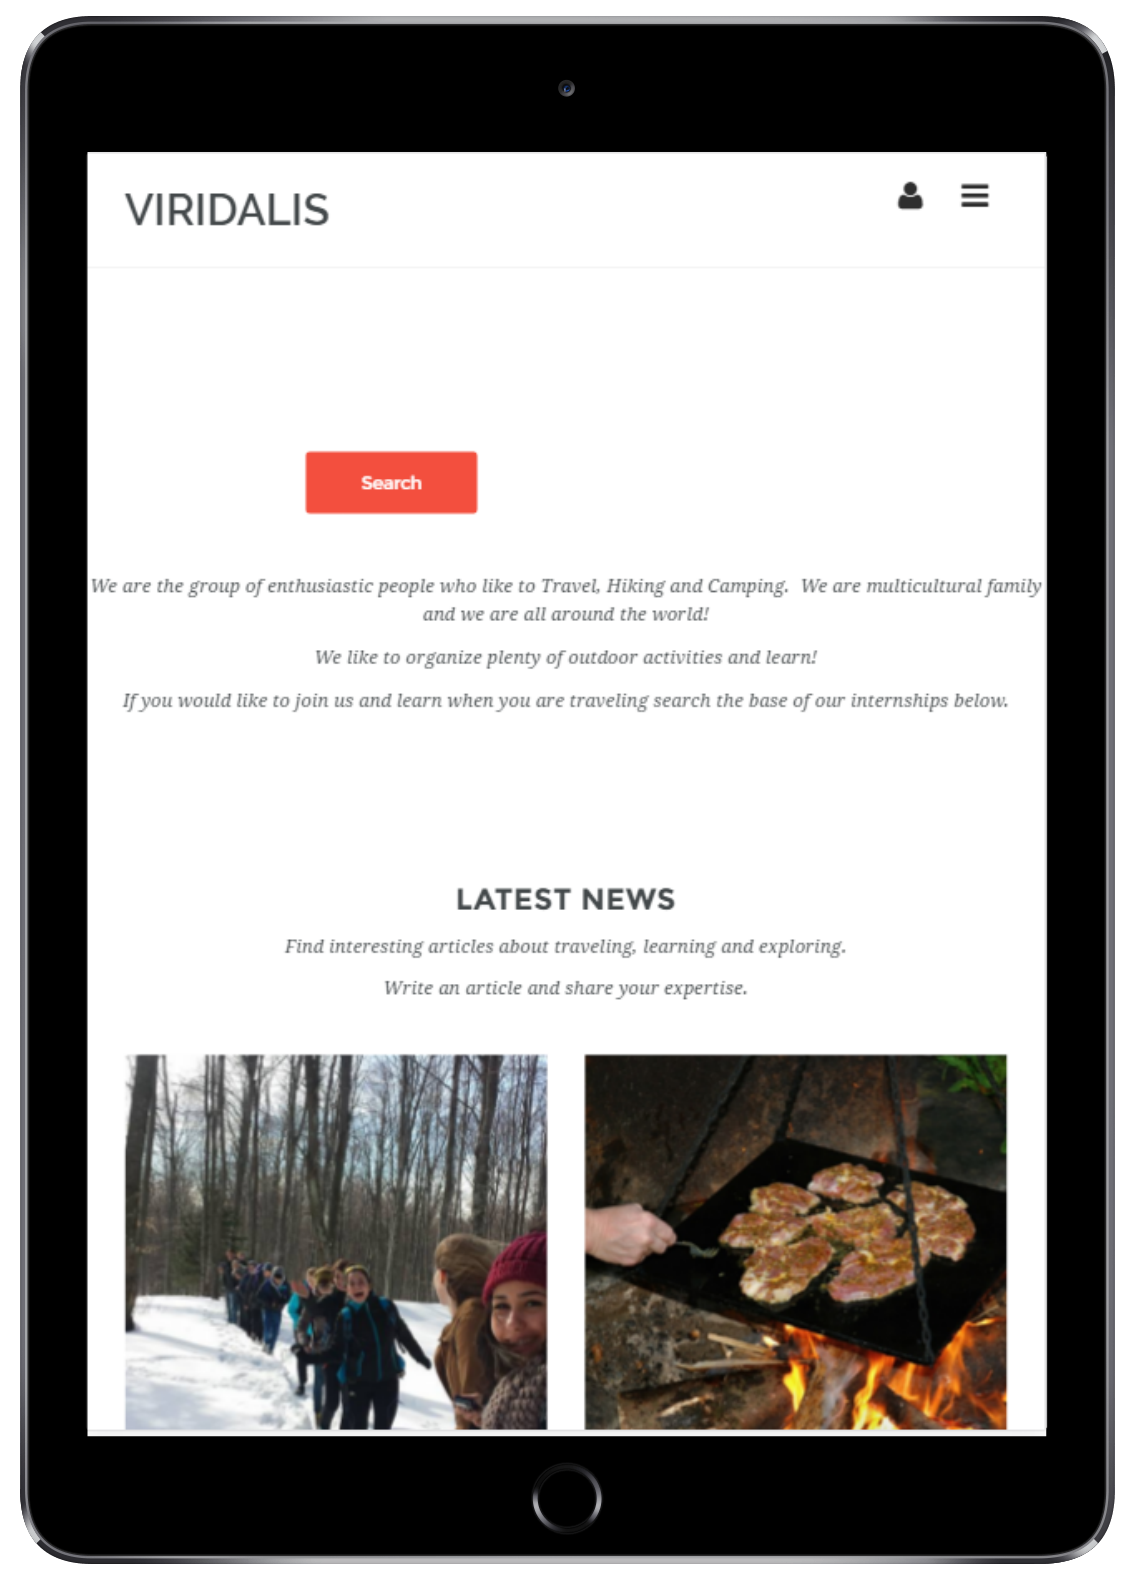 VIRIDALIS
Search
We are the group of enthusiastic people who like to Travel, Hiking and Camping. We are multicultural family
and we are all around the world!
We like to organize plenty of outdoor activities and learn!
If you would like to join us and learn when you are traveling search the base of our internships below.
LATEST NEWS
Find interesting articles about traveling, learning and exploring.
Write an article and share your expertise.